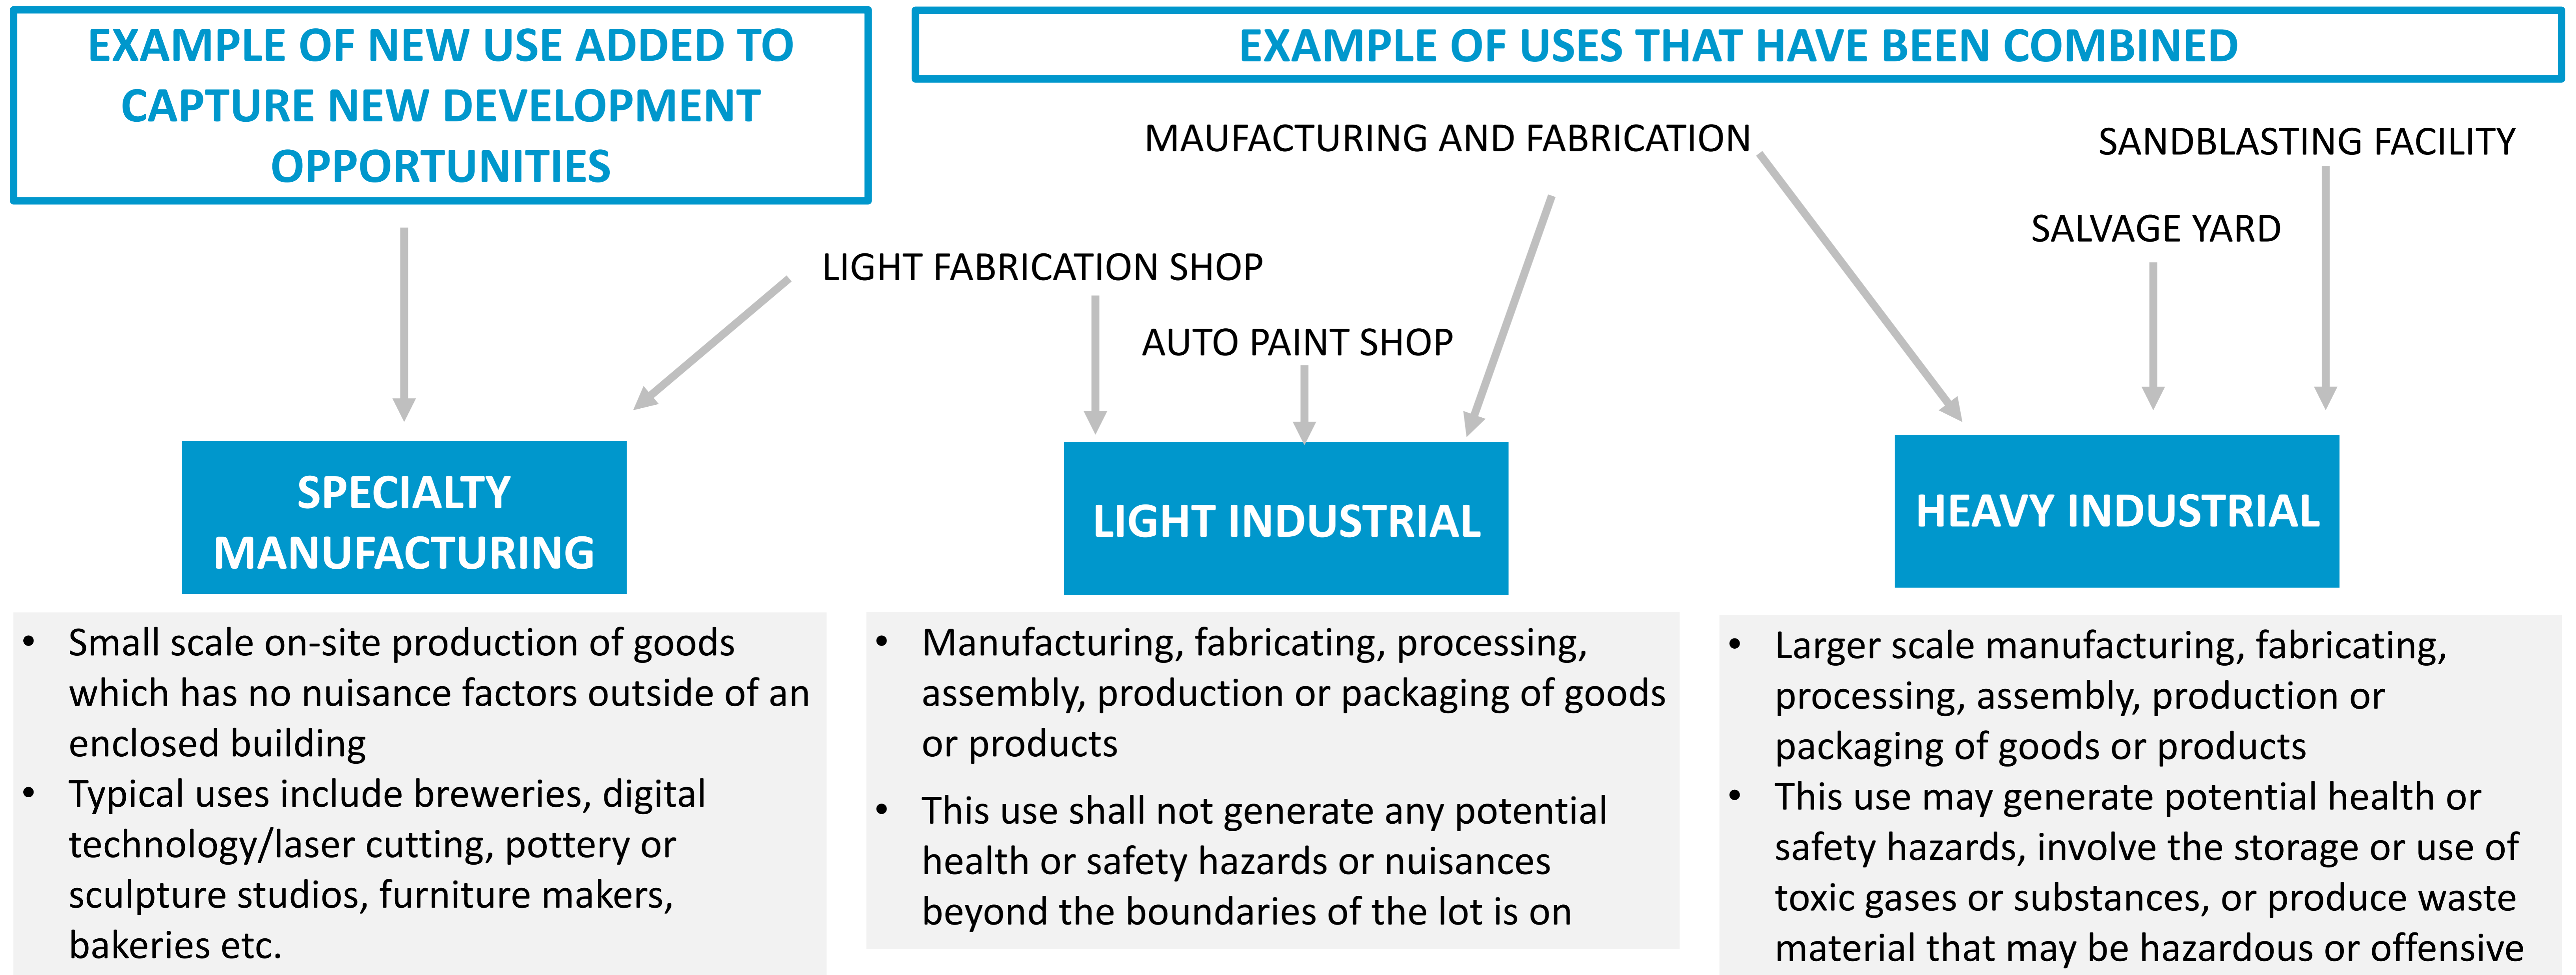 EXAMPLE OF NEW USE ADDED TO
CAPTURE NEW DEVELOPMENT
OPPORTUNITIES
EXAMPLE OF USES THAT HAVE BEEN COMBINED
MAUFACTURING AND FABRICATION
SANDBLASTING FACILITY
SALVAGE YARD
LIGHT FABRICATION SHOP
AUTO PAINT SHOP
SPECIALTY
MANUFACTURING
LIGHT INDUSTRIAL
HEAVY INDUSTRIAL
• Small scale on-site production of goods
which has no nuisance factors outside of an
enclosed building
• Typical uses include breweries, digital
technology/laser cutting, pottery or
sculpture studios, furniture makers,
bakeries etc.
• Manufacturing, fabricating, processing,
assembly, production or packaging of goods
or products
• This use shall not generate any potential
health or safety hazards or nuisances
beyond the boundaries of the lot is on
• Larger scale manufacturing, fabricating,
processing, assembly, production or
packaging of goods or products
• This use may generate potential health or
safety hazards, involve the storage or use of
toxic gases or substances, or produce waste
material that may be hazardous or offensive